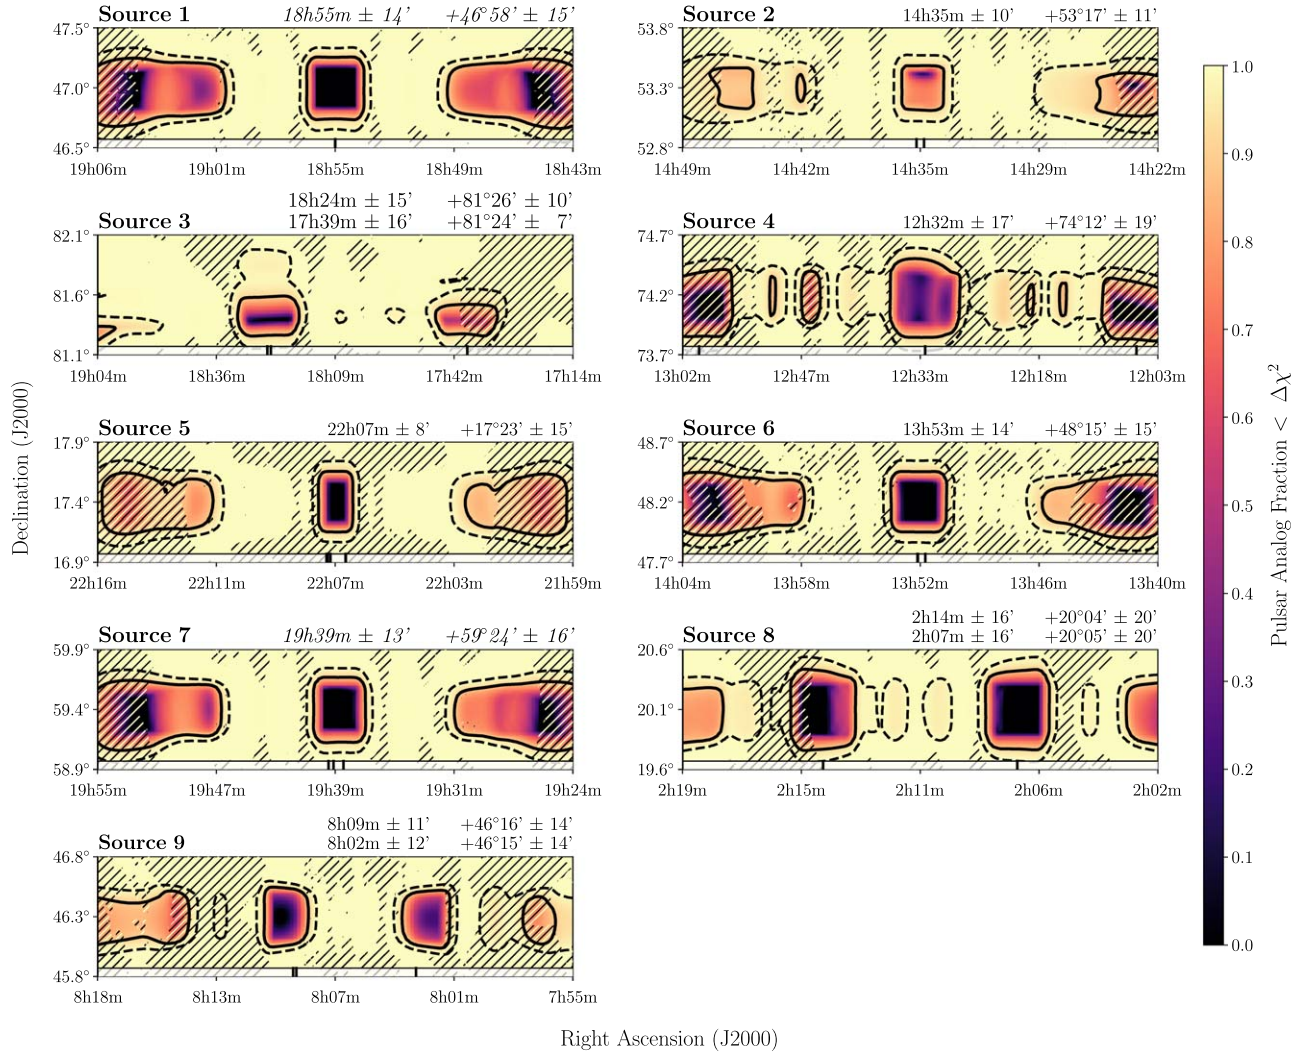 Source 1 18h55m ± 14' +46°58' ± 15'
47.5°
47.0°
46.5°
19h06m 19h01m 18h55m 18h49m 18h43m
Source 2 14h35m ± 10' +53°17' ± 11'
53.8°
53.3°
52.8°
14h49m 14h42m 14h35m 14h29m 14h22m
18h24m ± 15' +81°26' ± 10'
Source 3 17h39m ± 16' +81°24' ± 7'
82.1°
81.6°
81.1°
19h04m 18h36m 18h09m 17h42m 17h14m
Source 4 12h32m ± 17' +74°12' ± 19'
74.7°
74.2°
73.7°
13h02m 12h47m 12h33m 12h18m 12h03m
Source 5 22h07m ± 8' +17°23' ± 15'
17.9°
17.4°
16.9°
22h16m 22h11m 22h07m 22h03m 21h59m
Source 6 13h53m ± 14' +48°15' ± 15'
48.7°
48.2°
47.7°
14h04m 13h58m 13h52m 13h46m 13h40m
Source 7 19h39m ± 13' +59°24' ± 16'
59.9°
59.4°
58.9°
19h55m 19h47m 19h39m 19h31m 19h24m
2h14m ± 16' +20°04' ± 20'
Source 8 2h07m ± 16' +20°05' ± 20'
20.6°
20.1°
19.6°
2h19m 2h15m 2h11m 2h06m 2h02m
8h09m ± 11' +46°16' ± 14'
Source 9 8h02m ± 12' +46°15' ± 14'
46.8°
46.3°
45.8°
8h18m 8h13m 8h07m 8h01m 7h55m
Declination (J2000)
Right Ascension (J2000)
1.0
0.9
0.8
0.7
0.6
0.5
0.4
0.3
0.2
0.1
0.0
Pulsar Analog Fraction < Δχ²